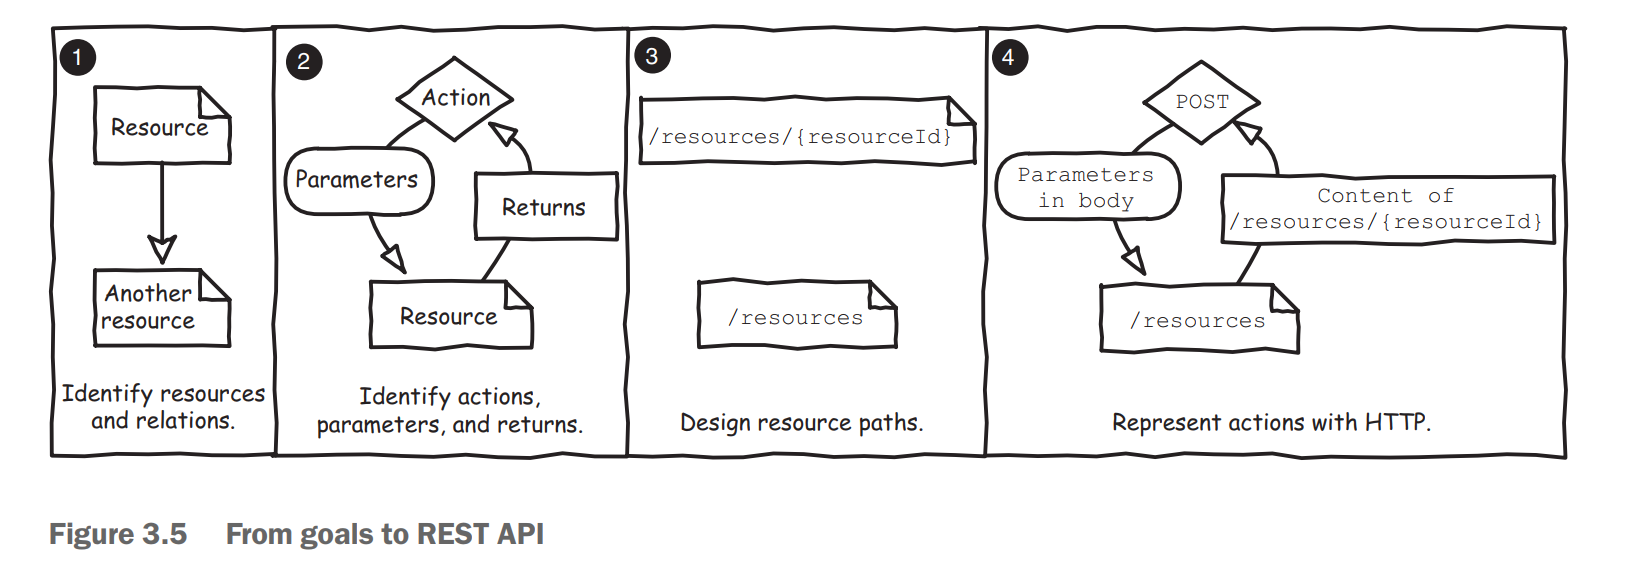 1
Resource
Another
resource
Identify resources
and relations.
2
Action
Parameters
Returns
Resource
Identify actions,
parameters, and returns.
3
/resources/{resourceId}
/resources
Design resource paths.
4
POST
Parameters
in body
Content of
/resources/{resourceId}
/resources
Represent actions with HTTP.
Figure 3.5 From goals to REST API